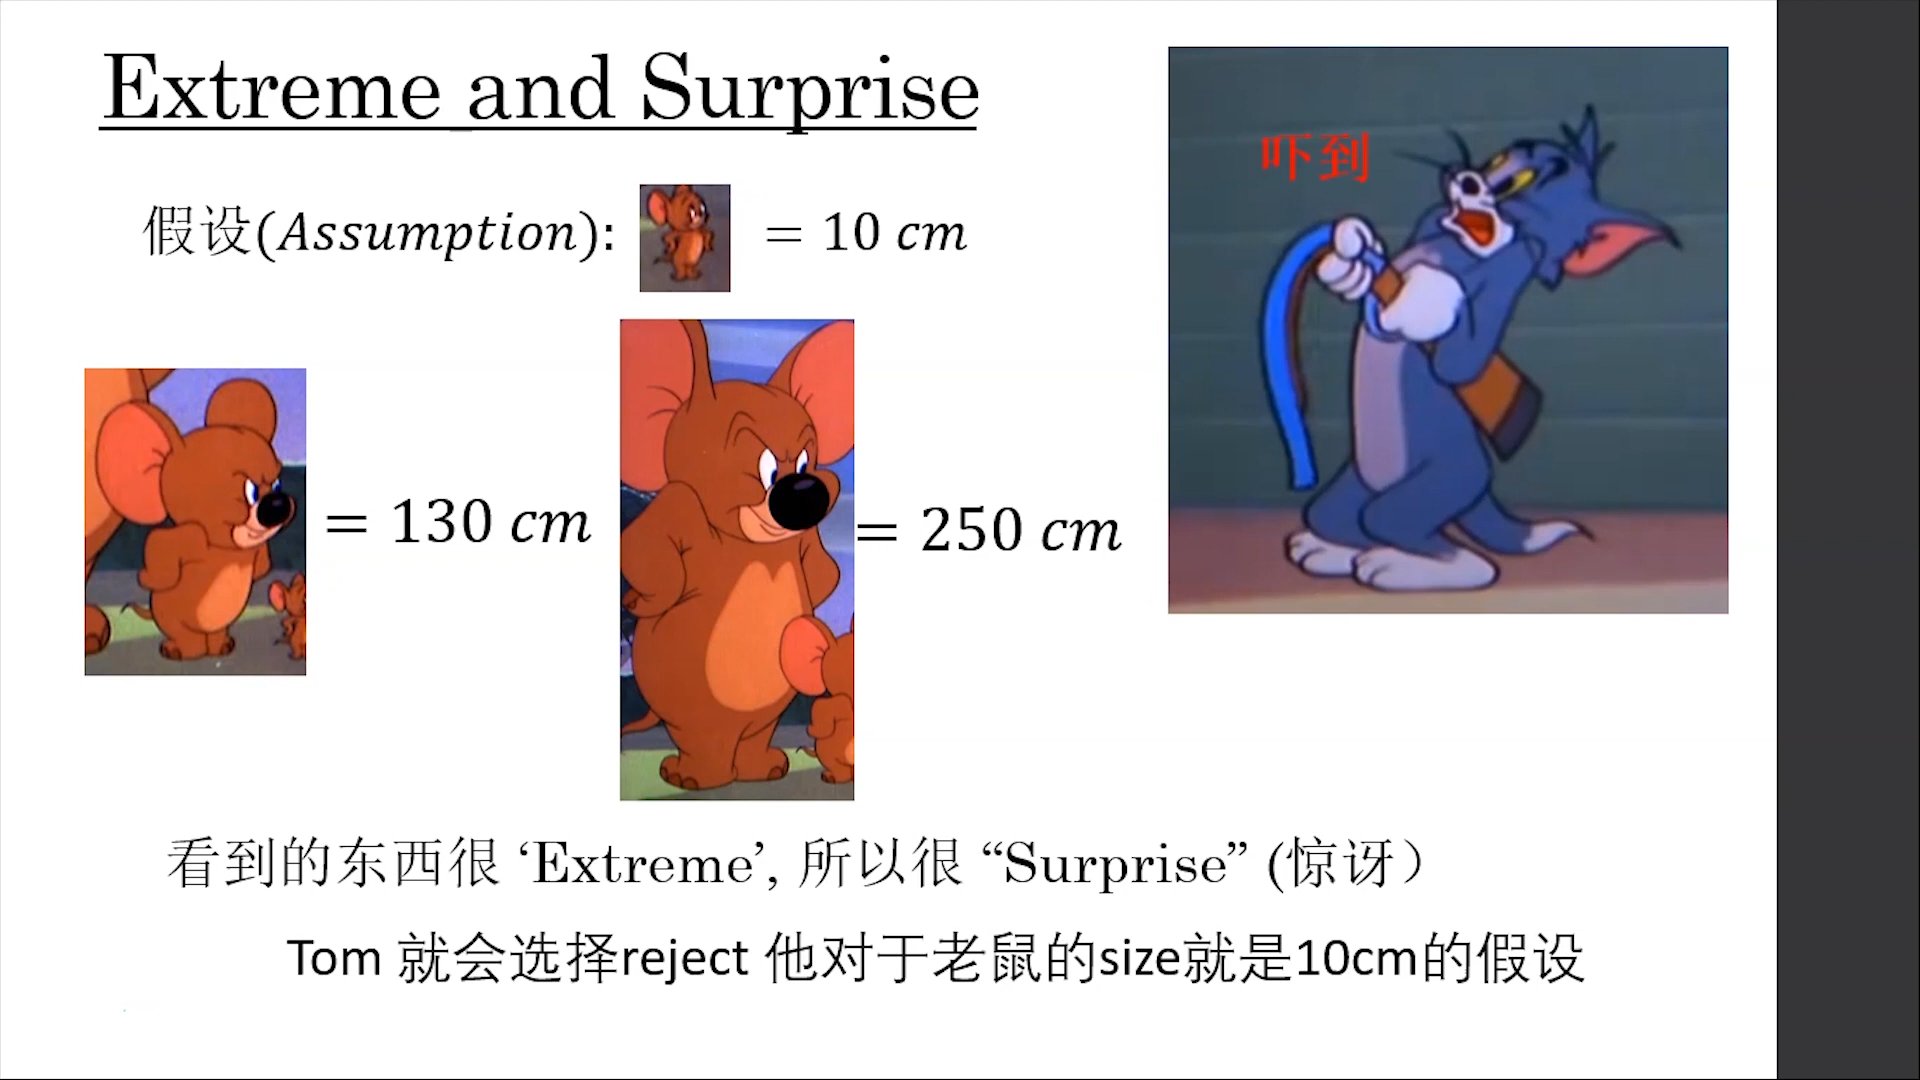 Extreme and Surprise
吓到
假设(Assumption): = 10 cm
= 130 cm
= 250 cm
看到的东西很 ‘Extreme’, 所以很 “Surprise” (惊讶）
Tom 就会选择reject 他对于老鼠的size就是10cm的假设